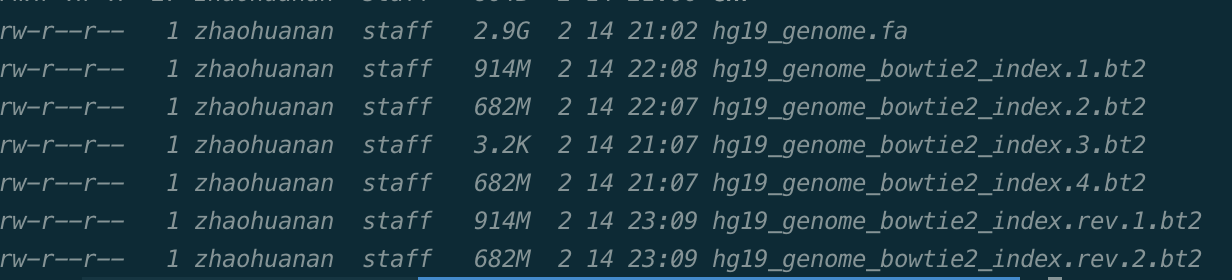 rw-r--r--   1 zhaohuanan  staff   2.9G  2 14 21:02 hg19_genome.fa
rw-r--r--   1 zhaohuanan  staff   914M  2 14 22:08 hg19_genome_bowtie2_index.1.bt2
rw-r--r--   1 zhaohuanan  staff   682M  2 14 22:07 hg19_genome_bowtie2_index.2.bt2
rw-r--r--   1 zhaohuanan  staff   3.2K  2 14 21:07 hg19_genome_bowtie2_index.3.bt2
rw-r--r--   1 zhaohuanan  staff   682M  2 14 21:07 hg19_genome_bowtie2_index.4.bt2
rw-r--r--   1 zhaohuanan  staff   914M  2 14 23:09 hg19_genome_bowtie2_index.rev.1.bt2
rw-r--r--   1 zhaohuanan  staff   682M  2 14 23:09 hg19_genome_bowtie2_index.rev.2.bt2